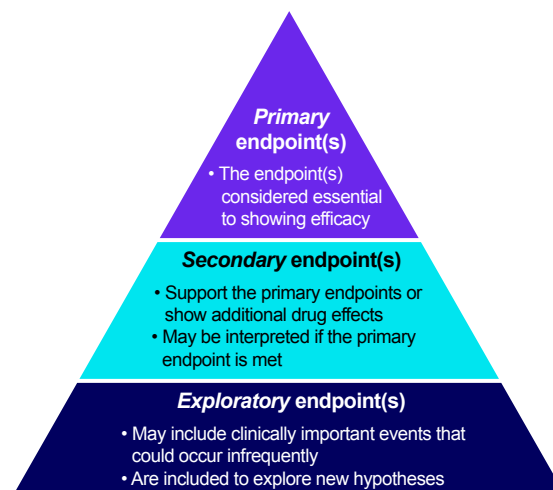 Primary
endpoint(s)
• The endpoint(s)
considered essential
to showing efficacy
Secondary endpoint(s)
• Support the primary endpoints or
show additional drug effects
• May be interpreted if the primary
endpoint is met
Exploratory endpoint(s)
• May include clinically important events that
could occur infrequently
• Are included to explore new hypotheses